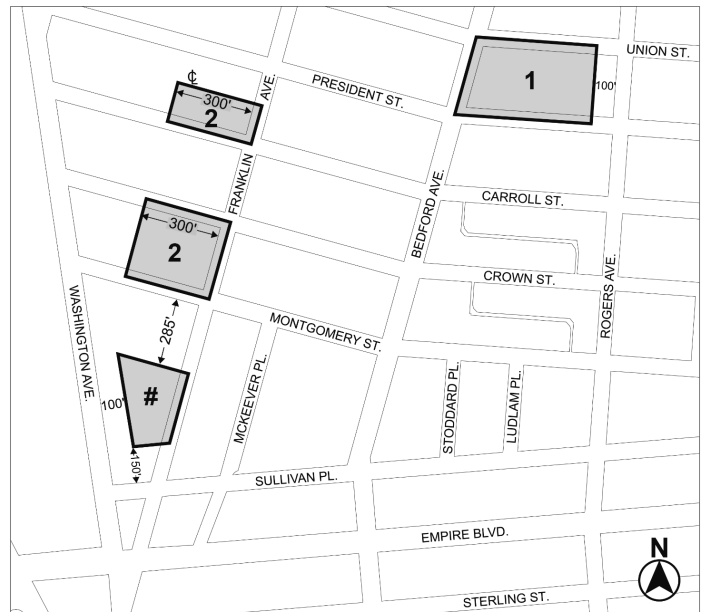 UNION ST.
1
100'
PRESIDENT ST.
℄
AVE.
300'
2
FRANKLIN
BEDFORD AVE.
CARROLL ST.
300'
2
CROWN ST.
ROGERS AVE.
WASHINGTON AVE.
285'
MONTGOMERY ST.
MCKEEVER PL.
STODDARD PL.
LUDLAM PL.
#
100'
150'
SULLIVAN PL.
EMPIRE BLVD.
STERLING ST.
N